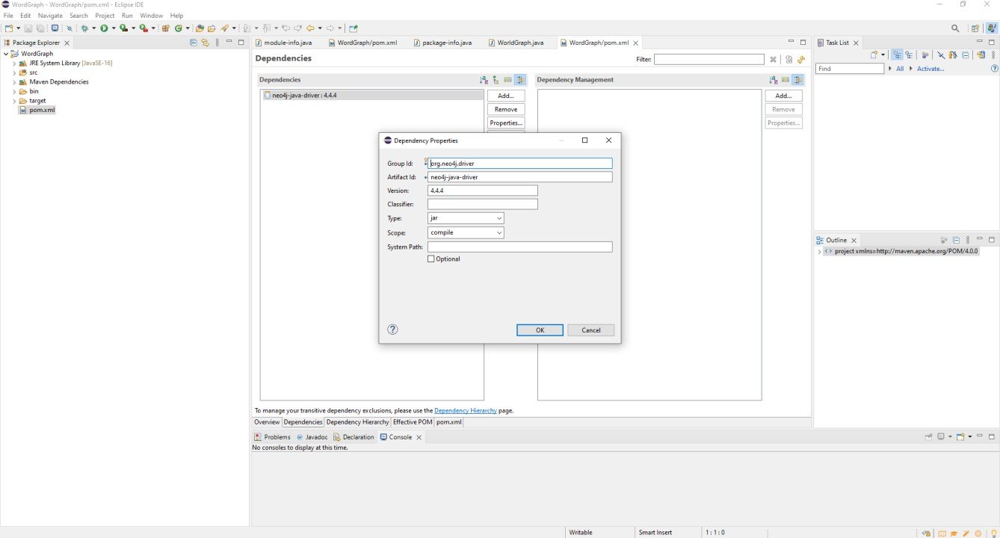 WordGraph - WordGraph/pom.xml - Eclipse IDE
File Edit Navigate Search Project Run Window Help
Package Explorer
module-info.java WordGraph/pom.xml package-info.java WorldGraph.java WordGraph/pom.xml
Task List
WordGraph
JRE System Library [JavaSE-16]
src
Maven Dependencies
bin
target
pom.xml
Dependencies
Filter:
Find All Activate...
Dependencies
Dependency Management
neo4j-java-driver : 4.4.4
Add...
Remove
Properties...
Add...
Remove
Properties...
Dependency Properties
Group Id: org.neo4j.driver
Artifact Id: neo4j-java-driver
Version: 4.4.4
Classifier:
Type: jar
Scope: compile
System Path:
Optional
OK Cancel
Outline
project xmlns=http://maven.apache.org/POM/4.0.0
To manage your transitive dependency exclusions, please use the Dependency Hierarchy page.
Overview Dependencies Dependency Hierarchy Effective POM pom.xml
Problems Javadoc Declaration Console
No consoles to display at this time.
Writable Smart Insert 1 : 1 : 0